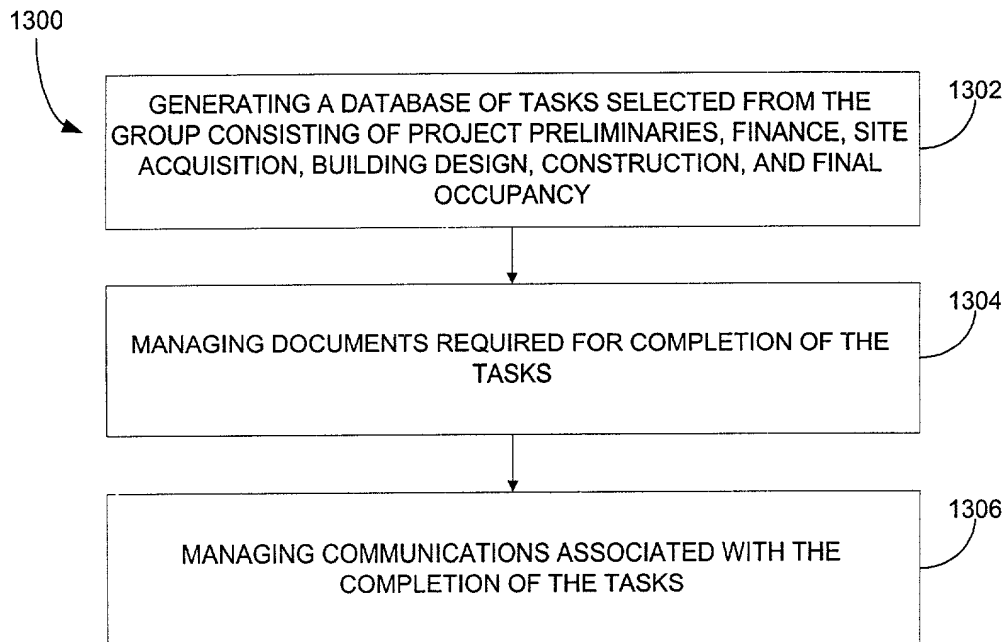 1300
1302
GENERATING A DATABASE OF TASKS SELECTED FROM THE
GROUP CONSISTING OF PROJECT PRELIMINARIES, FINANCE, SITE
ACQUISITION, BUILDING DESIGN, CONSTRUCTION, AND FINAL
OCCUPANCY
1304
MANAGING DOCUMENTS REQUIRED FOR COMPLETION OF THE
TASKS
1306
MANAGING COMMUNICATIONS ASSOCIATED WITH THE
COMPLETION OF THE TASKS